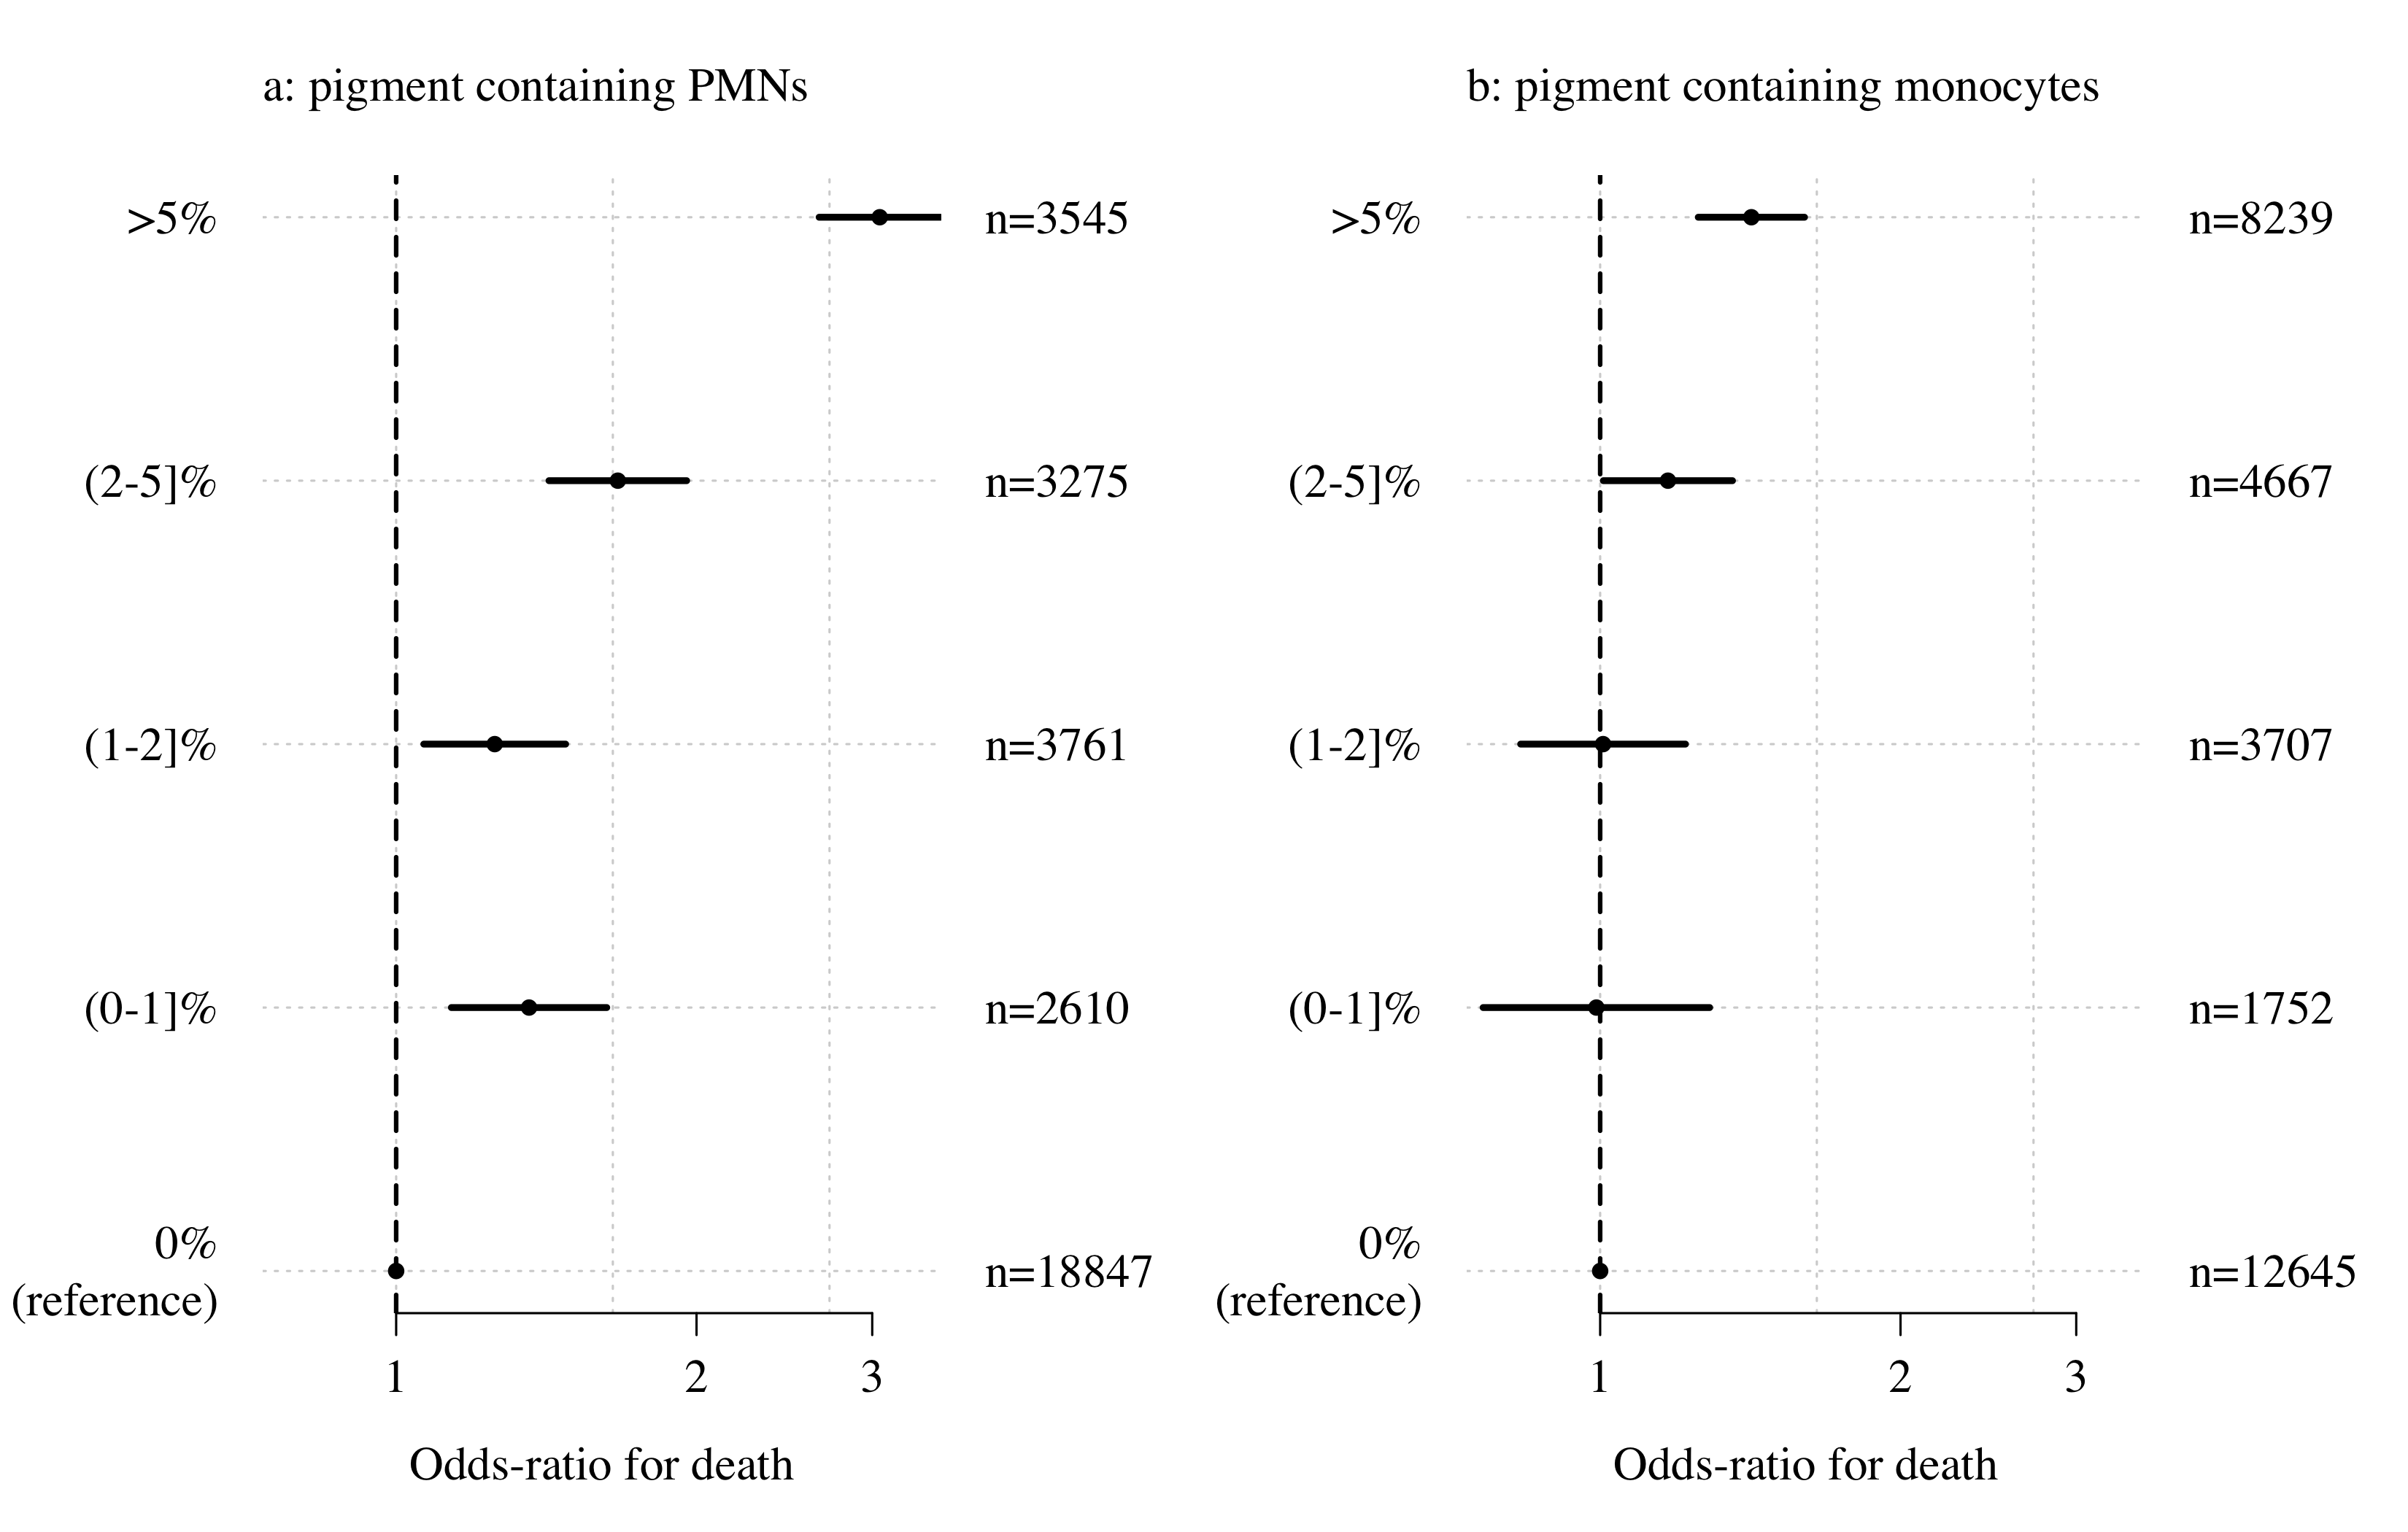 a: pigment containing PMNs
>5%
n=3545
(2-5]%
n=3275
(1-2]%
n=3761
(0-1]%
n=2610
0%
(reference)
n=18847
1 2 3
Odds-ratio for death
b: pigment containing monocytes
>5%
n=8239
(2-5]%
n=4667
(1-2]%
n=3707
(0-1]%
n=1752
0%
(reference)
n=12645
1 2 3
Odds-ratio for death